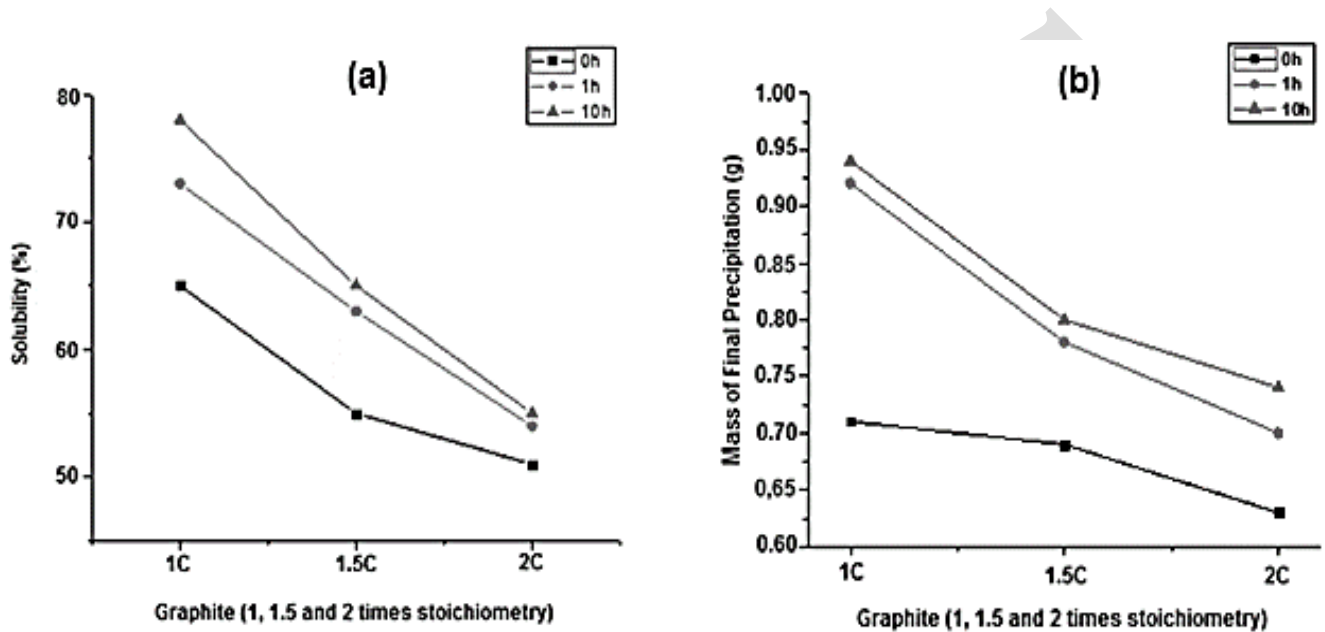 (a)
0h
1h
10h
80
70
60
50
Solubility (%)
1C
1.5C
2C
Graphite (1, 1.5 and 2 times stoichiometry)
(b)
0h
1h
10h
1.00
0.95
0.90
0.85
0.80
0.75
0.70
0,65
0.60
Mass of Final Precipitation (g)
1C
1.5C
2C
Graphite (1, 1.5 and 2 times stoichiometry)